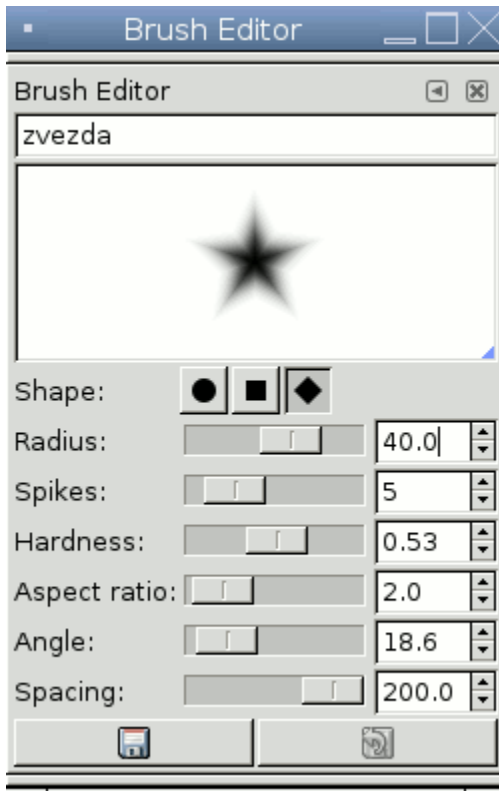 Brush Editor
Brush Editor
zvezda
Shape:
Radius: 40.0
Spikes: 5
Hardness: 0.53
Aspect ratio: 2.0
Angle: 18.6
Spacing: 200.0